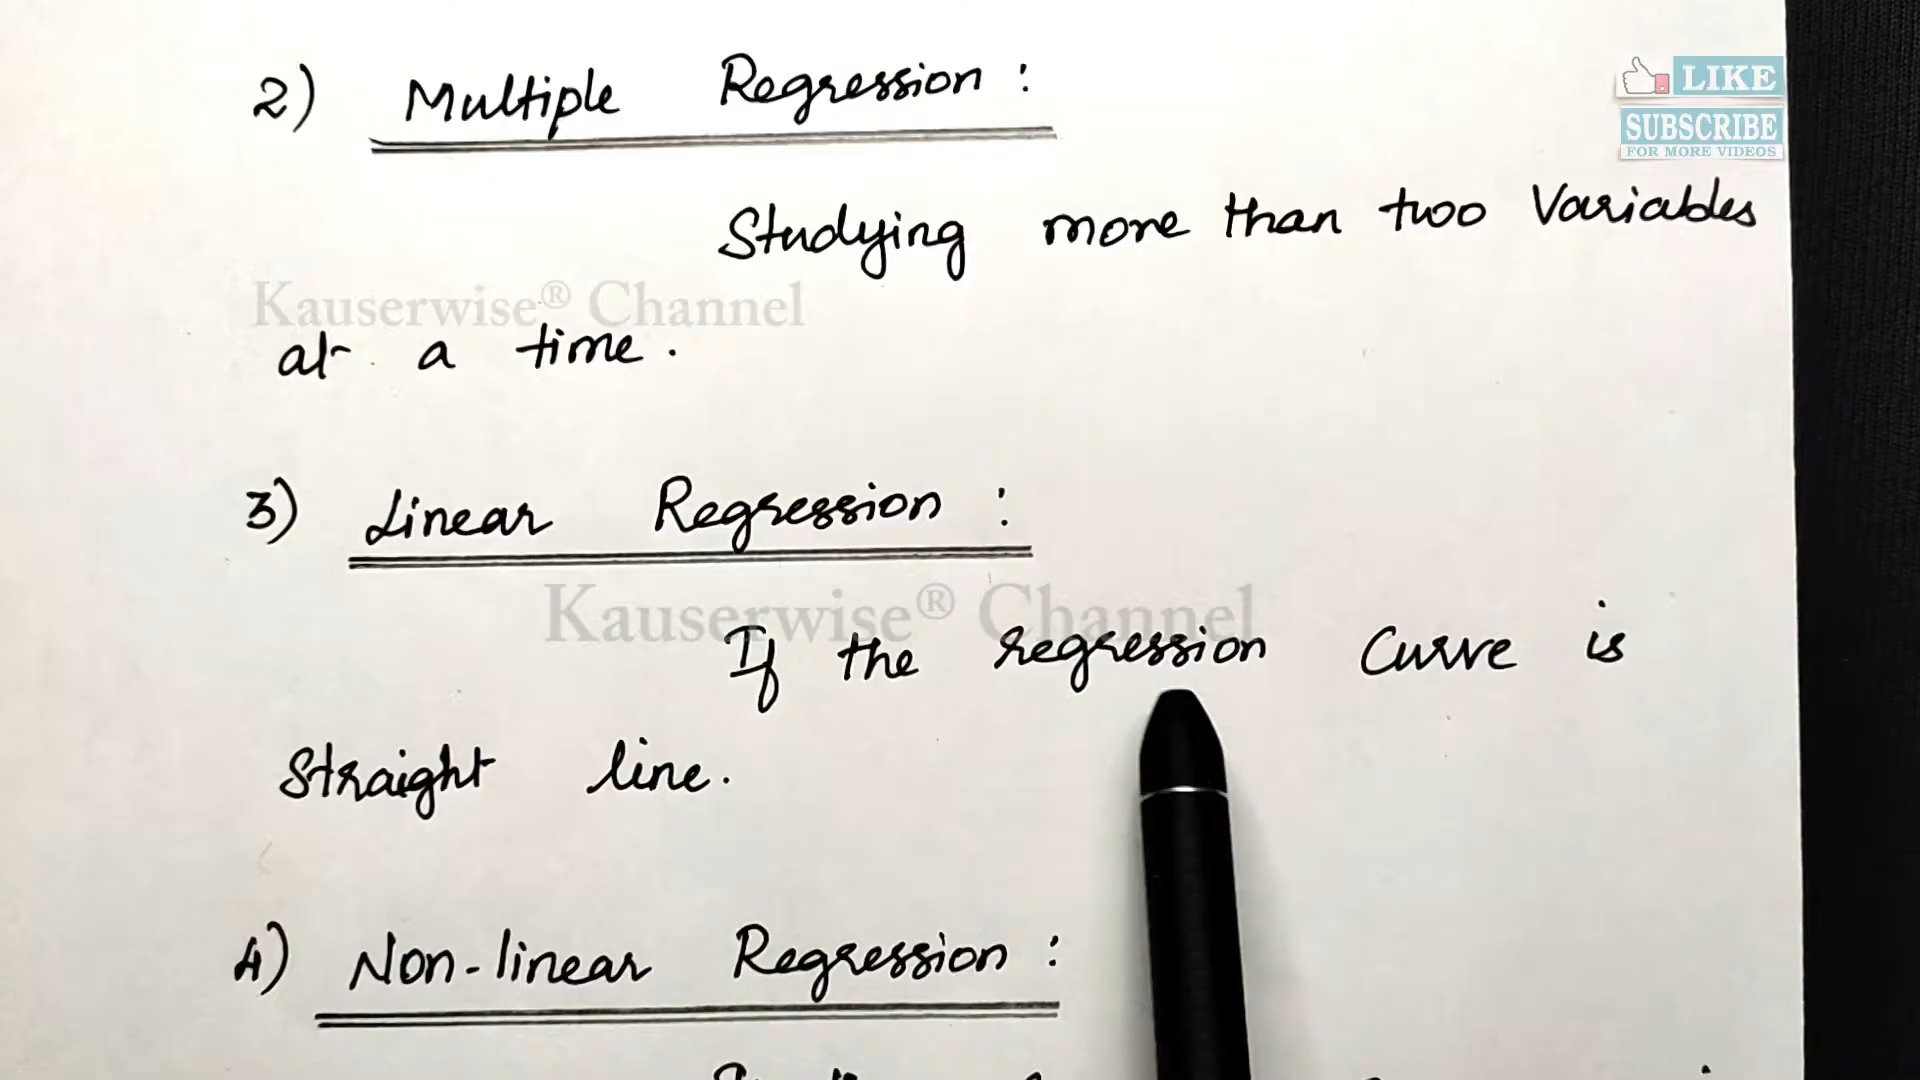 2) Multiple Regression :
LIKE
SUBSCRIBE
FOR MORE VIDEOS
Studying more than two Variables
Kauserwise® Channel
at a time.
3) Linear Regression :
Kauserwise® Channel
If the regression Curve is
Straight line.
4) Non-linear Regression :